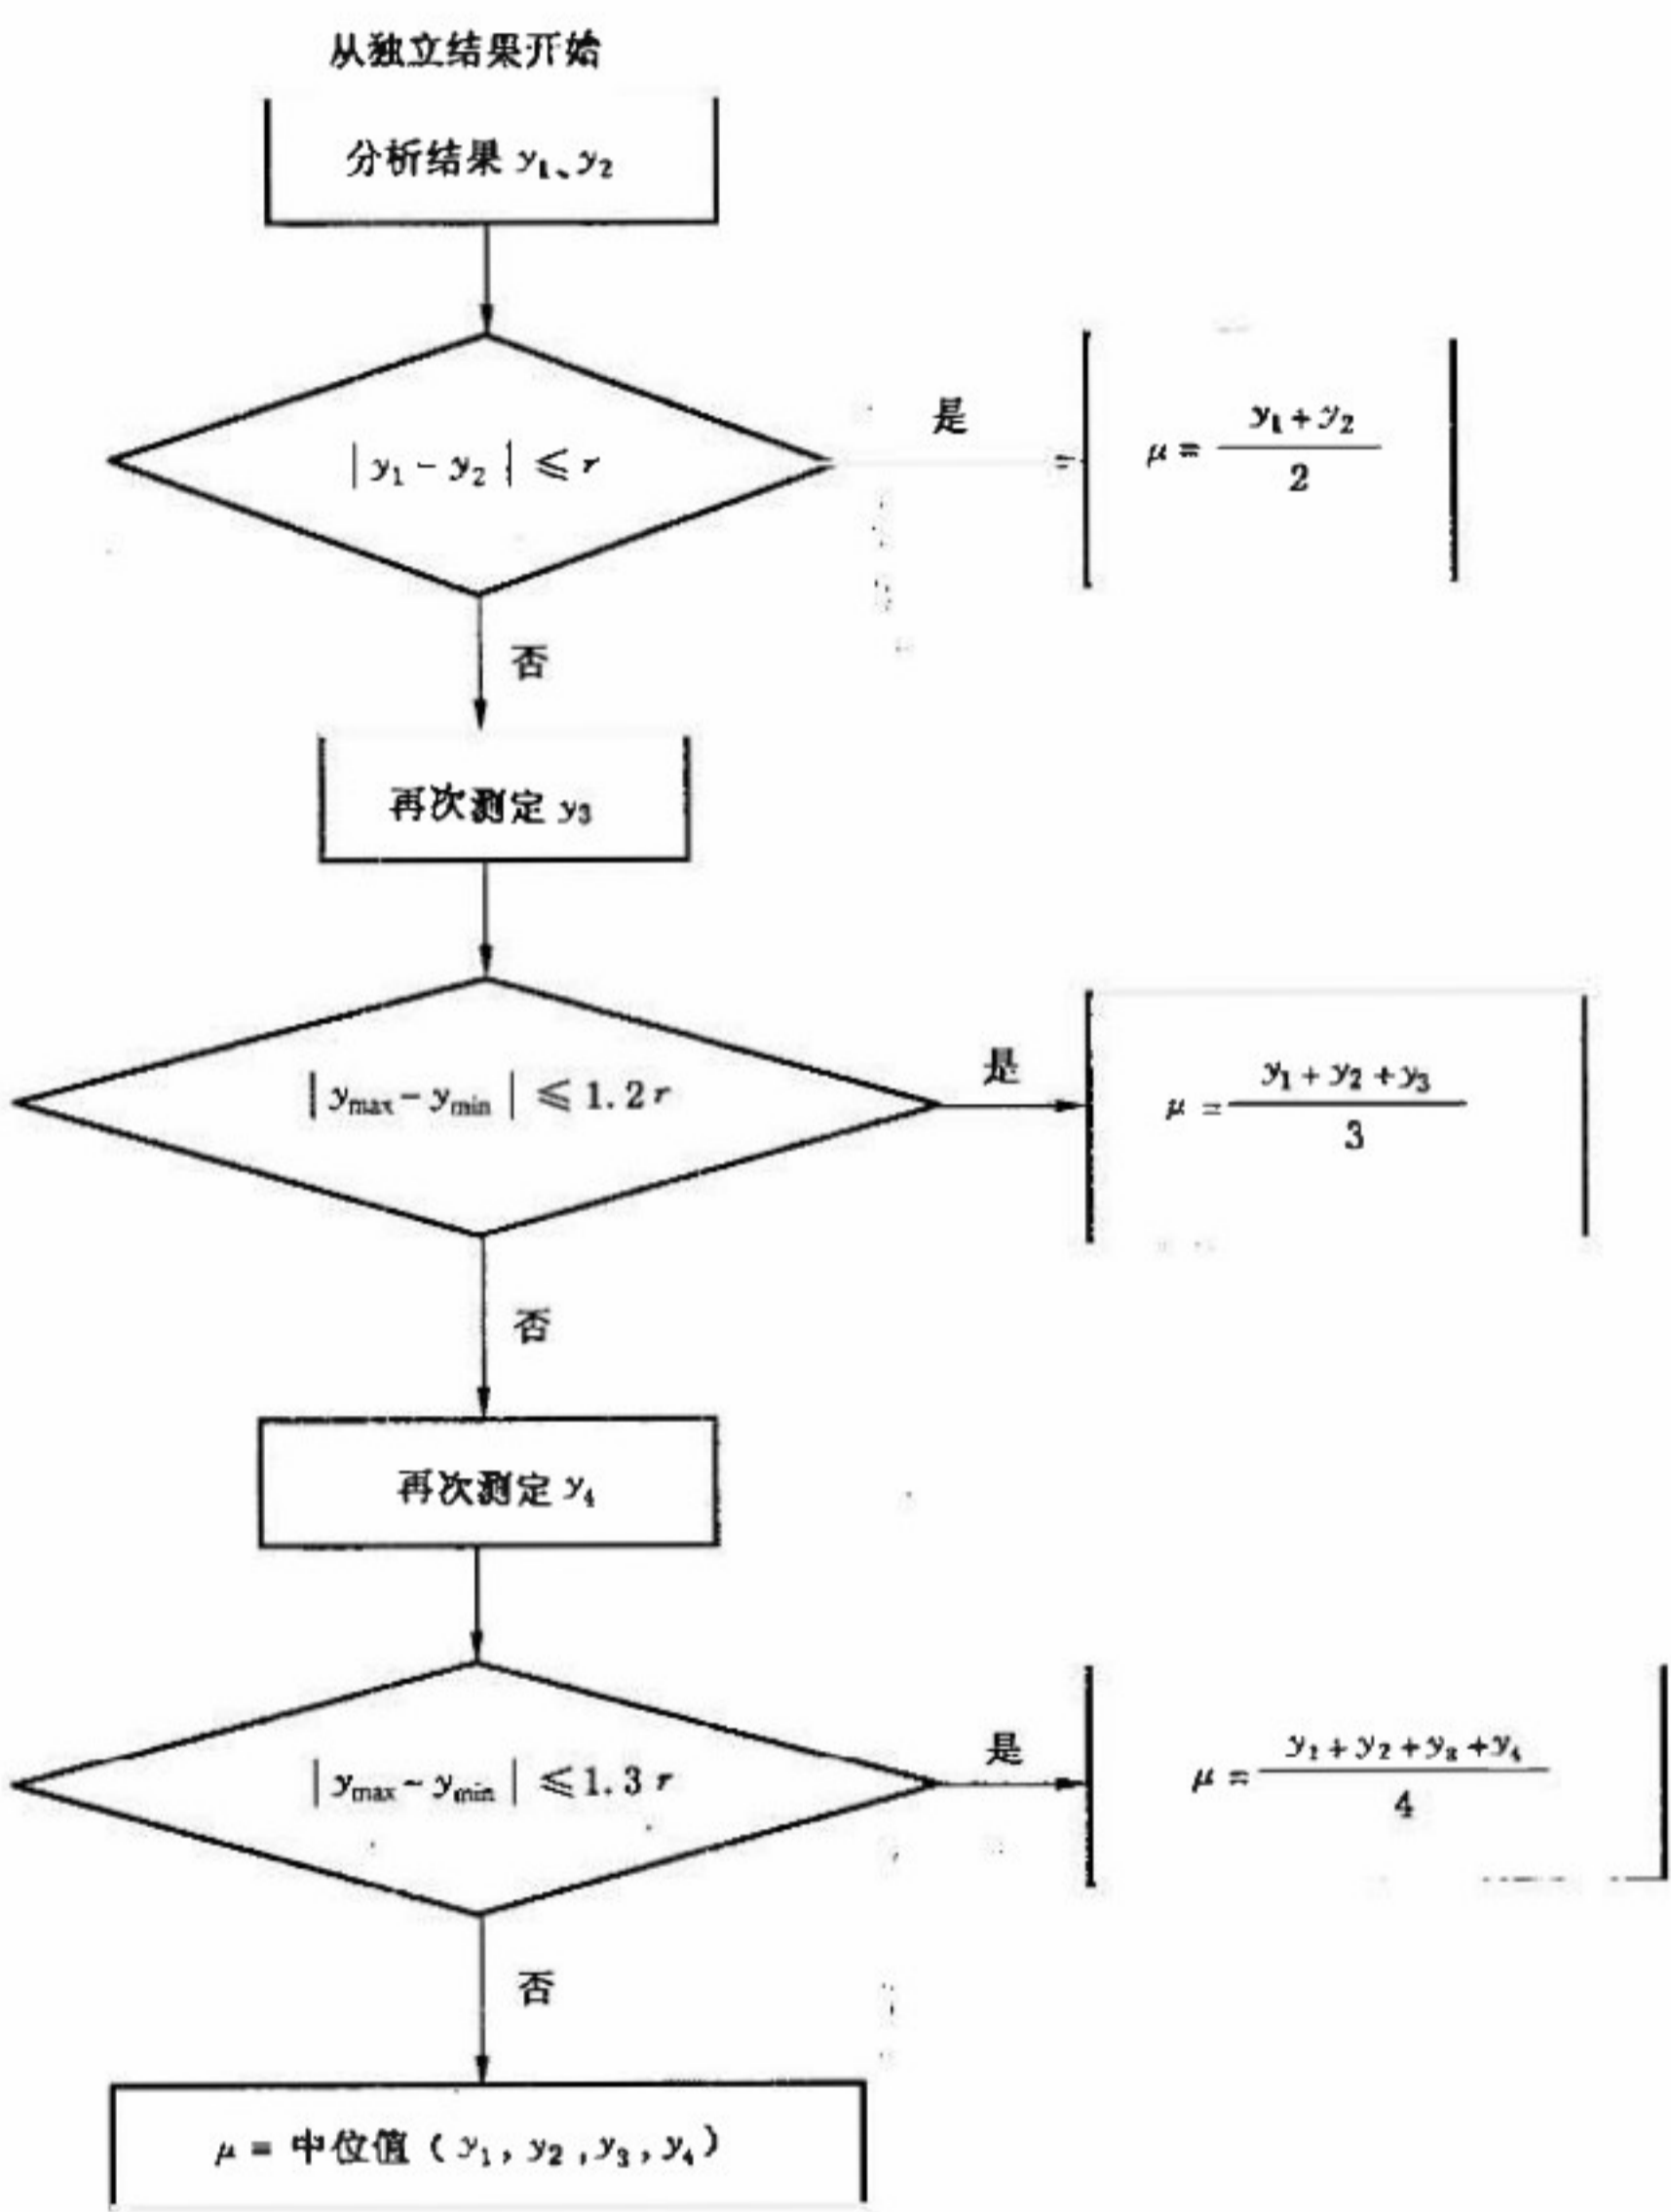 从独立结果开始
分析结果 y₁、y₂
|y₁-y₂|≤r
是
μ=(y₁+y₂)/2
否
再次测定 y₃
|ymax-ymin|≤1.2r
是
μ=(y₁+y₂+y₃)/3
否
再次测定 y₄
|ymax-ymin|≤1.3r
是
μ=(y₁+y₂+y₃+y₄)/4
否
μ=中位值(y₁,y₂,y₃,y₄)